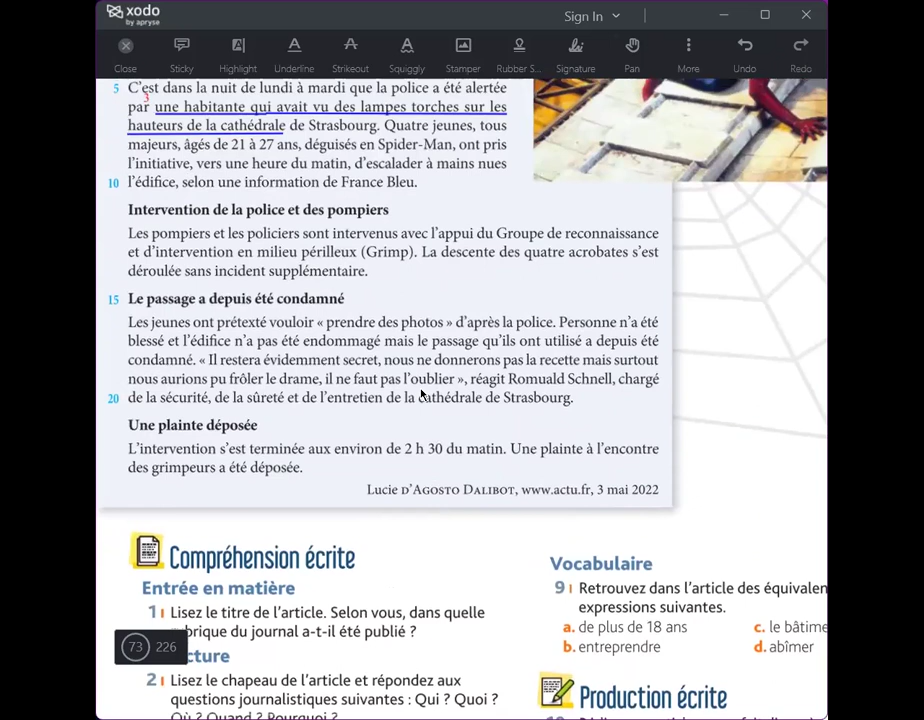 xodo
by apryse
Sign In
Close
Sticky
Highlight
Underline
Strikeout
Squiggly
Stamper
Rubber S...
Signature
Pan
More
Undo
Redo
5 C'est dans la nuit de lundi à mardi que la police a été alertée
3
par une habitante qui avait vu des lampes torches sur les
hauteurs de la cathédrale de Strasbourg. Quatre jeunes, tous
majeurs, âgés de 21 à 27 ans, déguisés en Spider-Man, ont pris
l'initiative, vers une heure du matin, d'escalader à mains nues
10 l'édifice, selon une information de France Bleu.
Intervention de la police et des pompiers
Les pompiers et les policiers sont intervenus avec l'appui du Groupe de reconnaissance
et d'intervention en milieu périlleux (Grimp). La descente des quatre acrobates s'est
déroulée sans incident supplémentaire.
15 Le passage a depuis été condamné
Les jeunes ont prétexté vouloir « prendre des photos » d'après la police. Personne n'a été
blessé et l'édifice n'a pas été endommagé mais le passage qu'ils ont utilisé a depuis été
condamné. « Il restera évidemment secret, nous ne donnerons pas la recette mais surtout
nous aurions pu frôler le drame, il ne faut pas l'oublier », réagit Romuald Schnell, chargé
20 de la sécurité, de la sûreté et de l'entretien de la cathédrale de Strasbourg.
Une plainte déposée
L'intervention s'est terminée aux environ de 2 h 30 du matin. Une plainte à l'encontre
des grimpeurs a été déposée.
Lucie D'AGOSTO DALIBOT, www.actu.fr, 3 mai 2022
Compréhension écrite
Entrée en matière
1 Lisez le titre de l'article. Selon vous, dans quelle
rubrique du journal a-t-il été publié ?
73 226
cture
2 Lisez le chapeau de l'article et répondez aux
questions journalistiques suivantes : Qui ? Quoi ?
Où ? Quand ? Pourquoi ?
Vocabulaire
9 Retrouvez dans l'article des équivalen
expressions suivantes.
a. de plus de 18 ans
c. le bâtime
b. entreprendre
d. abîmer
Production écrite